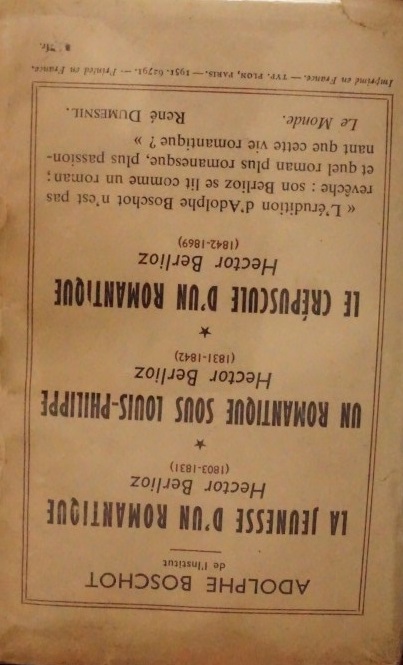 ADOLPHE BOSCHOT
de l'Institut
LA JEUNESSE D'UN ROMANTIQUE
Hector Berlioz
(1803-1831)
★
UN ROMANTIQUE SOUS LOUIS-PHILIPPE
Hector Berlioz
(1831-1842)
★
LE CRÉPUSCULE D'UN ROMANTIQUE
Hector Berlioz
(1842-1869)
« L'érudition d'Adolphe Boschot n'est pas
revêche : son Berlioz se lit comme un roman ;
et quel roman plus romanesque, plus passion-
nant que cette vie romantique ? »
Le Monde. René DUMESNIL.
Imprimé en France. — TYP. PLON, PARIS. — 1951. 62791. — Printed in France.